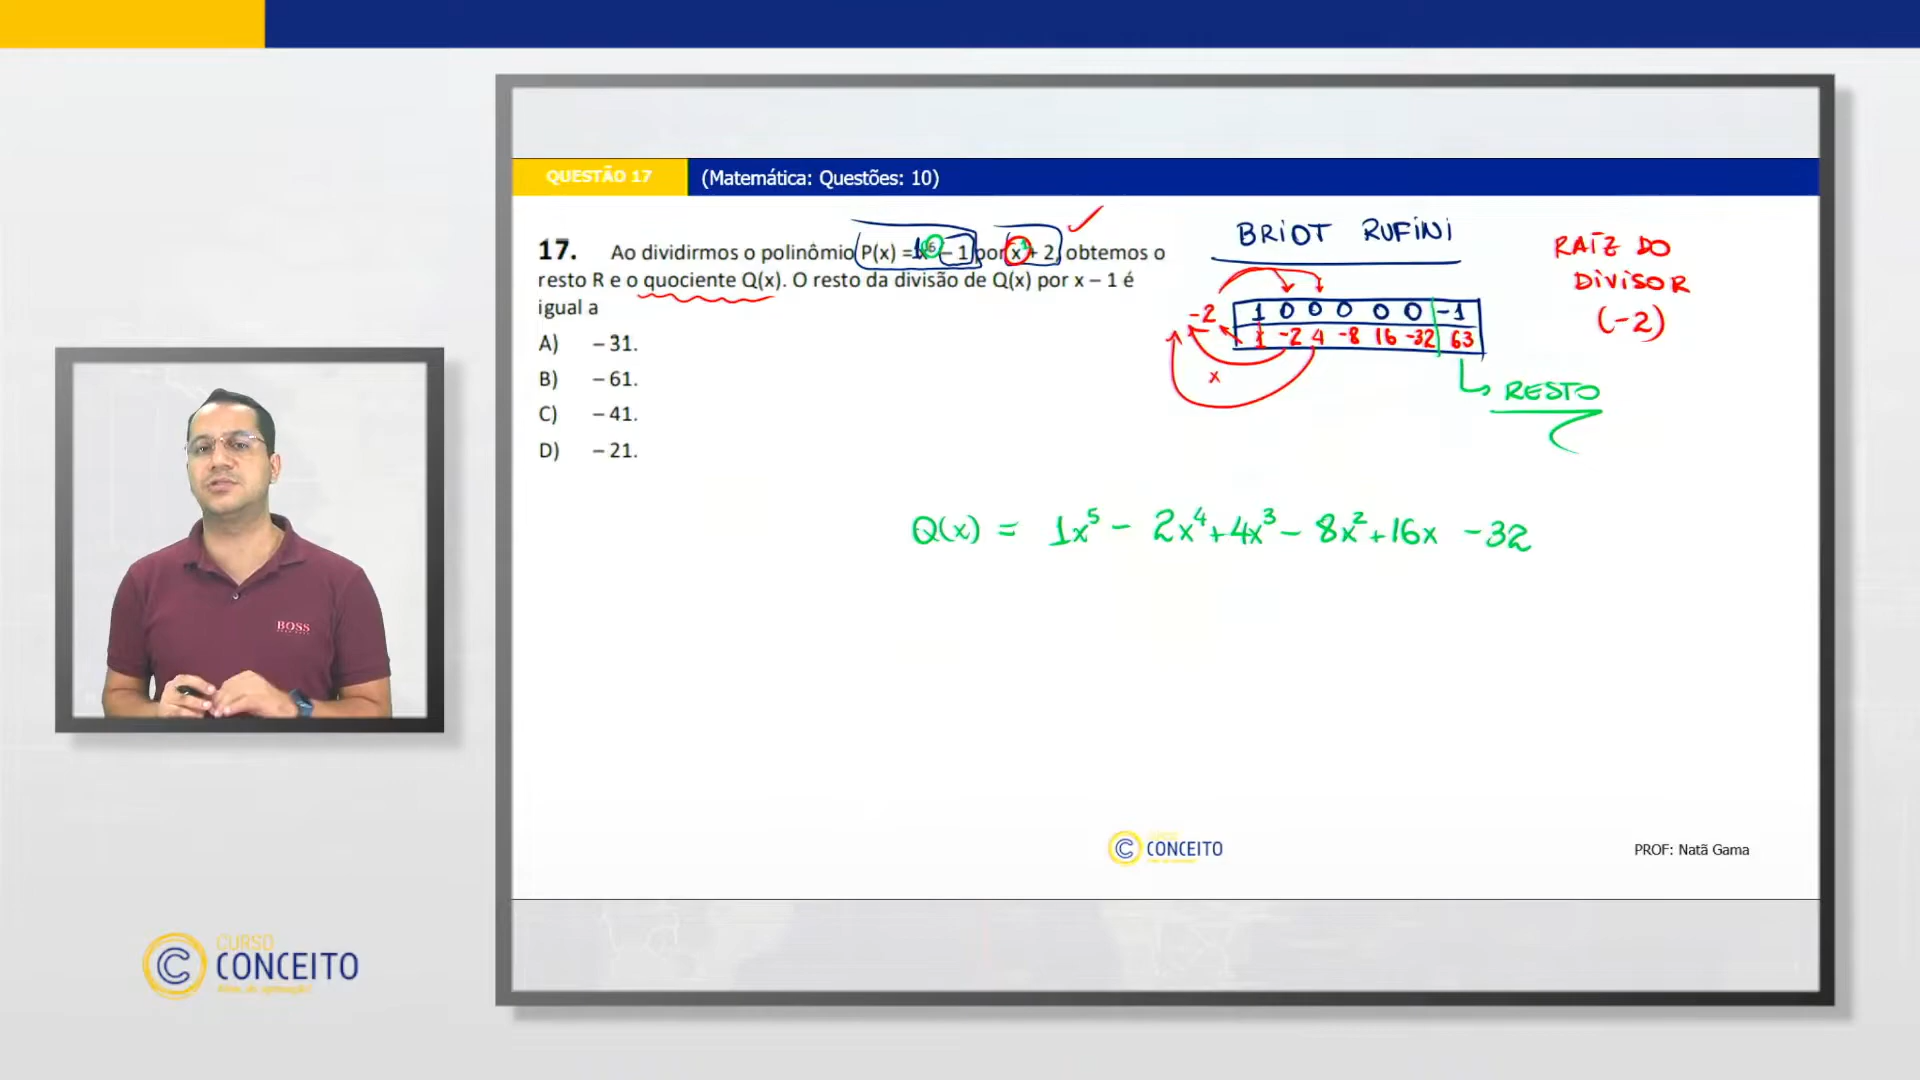 QUESTÃO 17
(Matemática: Questões: 10)
17. Ao dividirmos o polinômio P(x) = 1x⁶ – 1 por x¹ + 2, obtemos o
resto R e o quociente Q(x). O resto da divisão de Q(x) por x – 1 é
igual a
A) – 31.
B) – 61.
C) – 41.
D) – 21.
BRIOT RUFINI
-2 1 0 0 0 0 0 -1
1 -2 4 -8 16 -32 63
x
RESTO
RAÍZ DO
DIVISOR
(-2)
Q(x) = 1x⁵ - 2x⁴ + 4x³ - 8x² + 16x - 32
BOSS
CONCEITO
PROF: Natã Gama
CURSO
CONCEITO